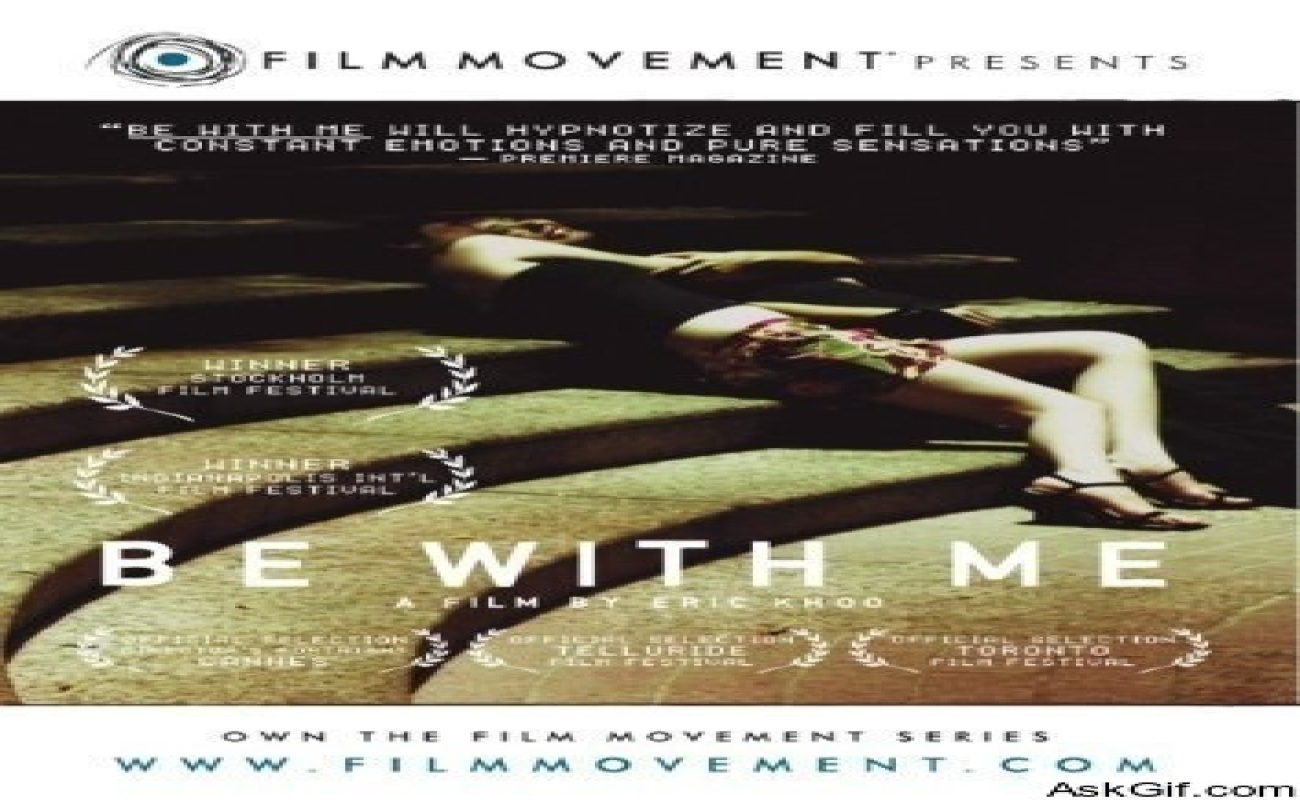 FILM MOVEMENT PRESENTS
"BE WITH ME WILL HYPNOTIZE AND FILL YOU WITH
CONSTANT EMOTIONS AND PURE SENSATIONS"
— PREMIERE MAGAZINE
WINNER
STOCKHOLM
FILM FESTIVAL
WINNER
INDIANAPOLIS INT'L
FILM FESTIVAL
BE WITH ME
A FILM BY ERIC KHOO
OFFICIAL SELECTION
DIRECTOR'S FORTNIGHT
CANNES
OFFICIAL SELECTION
TELLURIDE
FILM FESTIVAL
OFFICIAL SELECTION
TORONTO
FILM FESTIVAL
OWN THE FILM MOVEMENT SERIES
WWW.FILMMOVEMENT.COM
AskGif.com